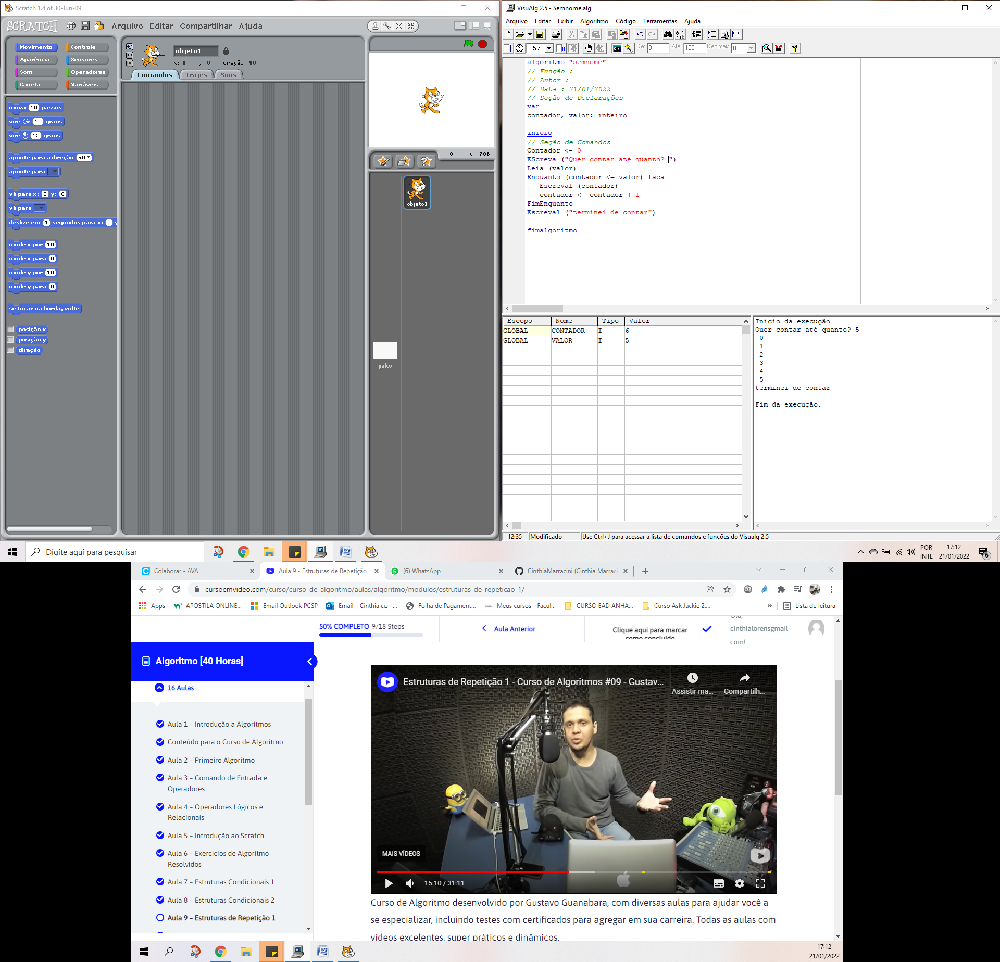 Scratch 1.4 of 30-Jun-09
SCRATCH
Arquivo Editar Compartilhar Ajuda
Movimento Controle
Aparência Sensores
Som Operadores
Caneta Variáveis
mova 10 passos
vire 15 graus
vire 15 graus
aponte para a direção 90
aponte para
vá para x: 0 y: 0
vá para
deslize em 1 segundos para x: 0 y
mude x por 10
mude x para 0
mude y por 10
mude y para 0
se tocar na borda, volte
posição x
posição y
direção
objeto1
x: 0 y: 0 direção: 90
Comandos Trajes Sons
x: 8 y: -786
objeto1
palco
VisuAlg 2.5 - Semnome.alg
Arquivo Editar Exibir Algoritmo Código Ferramentas Ajuda
0,5 s De: 0 Até: 100 Decimais: 0
algoritmo "semnome"
// Função :
// Autor :
// Data : 21/01/2022
// Seção de Declarações
var
contador, valor: inteiro
inicio
// Seção de Comandos
Contador <- 0
EScreva ("Quer contar até quanto? ")
Leia (valor)
Enquanto (contador <= valor) faca
Escreval (contador)
contador <- contador + 1
FimEnquanto
Escreval ("terminei de contar")
fimalgoritmo
Escopo Nome Tipo Valor
GLOBAL CONTADOR I 6
GLOBAL VALOR I 5
Início da execução
Quer contar até quanto? 5
0
1
2
3
4
5
terminei de contar
Fim da execução.
12:35 Modificado Use Ctrl+J para acessar a lista de comandos e funções do Visualg 2.5
Digite aqui para pesquisar
POR
INTL
17:12
21/01/2022
6
Colaborar - AVA
Aula 9 - Estruturas de Repetição
(6) WhatsApp
CinthiaMarracini (Cinthia Marraci
cursoemvideo.com/curso/curso-de-algoritmo/aulas/algoritmo/modulos/estruturas-de-repeticao-1/
Apps APOSTILA ONLINE... Email Outlook PCSP Email – Cinthia εïз –... Folha de Pagament... Meus cursos - Facul... CURSO EAD ANHA... Curso Ask Jackie 2.... » Lista de leitura
50% COMPLETO 9/18 Steps
Aula Anterior
Clique aqui para marcar
como concluído
Olá,
cinthialorensgmail-
com!
Algoritmo [40 Horas]
16 Aulas
Aula 1 – Introdução a Algoritmos
Conteúdo para o Curso de Algoritmo
Aula 2 – Primeiro Algoritmo
Aula 3 – Comando de Entrada e
Operadores
Aula 4 – Operadores Lógicos e
Relacionais
Aula 5 – Introdução ao Scratch
Aula 6 – Exercícios de Algoritmo
Resolvidos
Aula 7 – Estruturas Condicionais 1
Aula 8 – Estruturas Condicionais 2
Aula 9 – Estruturas de Repetição 1
Estruturas de Repetição 1 - Curso de Algoritmos #09 - Gustav...
Assistir ma... Compartilh...
MAIS VÍDEOS
15:10 / 31:11
Curso de Algoritmo desenvolvido por Gustavo Guanabara, com diversas aulas para ajudar você a
se especializar, incluindo testes com certificados para agregar em sua carreira. Todas as aulas com
vídeos excelentes, super práticos e dinâmicos.
17:12
21/01/2022